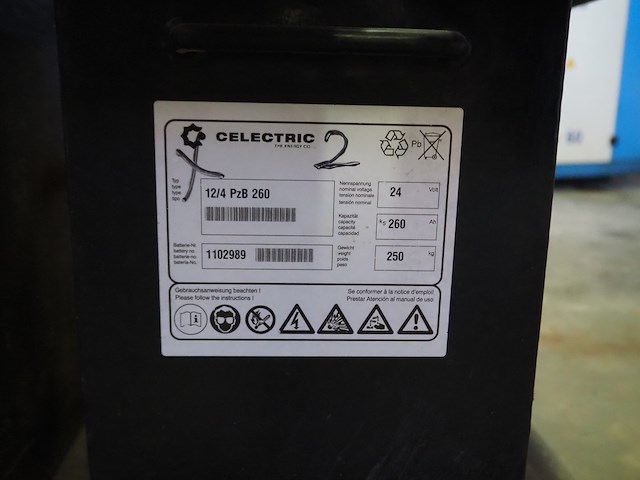 CELECTRIC
THE ENERGY CO.
2
Pb
Teil
type
type
tipo
12/4 PzB 260
Nennspannung
nominal voltage
tension nominale
tensión nominal
24 Volt
Kapazität
capacity
capacité
capacidad
K5 260 Ah
Batterie-Nr.
battery no.
batterie-no.
bateria-No.
1102989
Gewicht
weight
poids
peso
250 kg
Gebrauchsanweisung beachten !
Please follow the instructions !
Se conformer à la notice d'emploi!
Prestar Atención al manual de uso